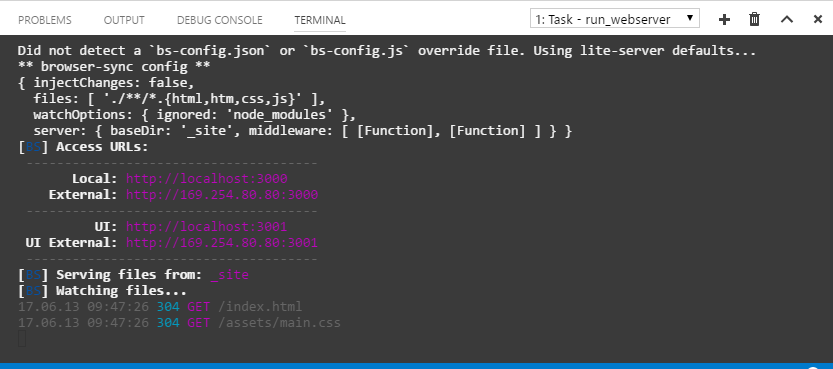 PROBLEMS OUTPUT DEBUG CONSOLE TERMINAL 1: Task - run_webserver
Did not detect a `bs-config.json` or `bs-config.js` override file. Using lite-server defaults...
** browser-sync config **
{ injectChanges: false,
  files: [ './**/*.{html,htm,css,js}' ],
  watchOptions: { ignored: 'node_modules' },
  server: { baseDir: '_site', middleware: [ [Function], [Function] ] } }
[BS] Access URLs:
 --------------------------------------
       Local: http://localhost:3000
    External: http://169.254.80.80:3000
 --------------------------------------
          UI: http://localhost:3001
 UI External: http://169.254.80.80:3001
 --------------------------------------
[BS] Serving files from: _site
[BS] Watching files...
17.06.13 09:47:26 304 GET /index.html
17.06.13 09:47:26 304 GET /assets/main.css